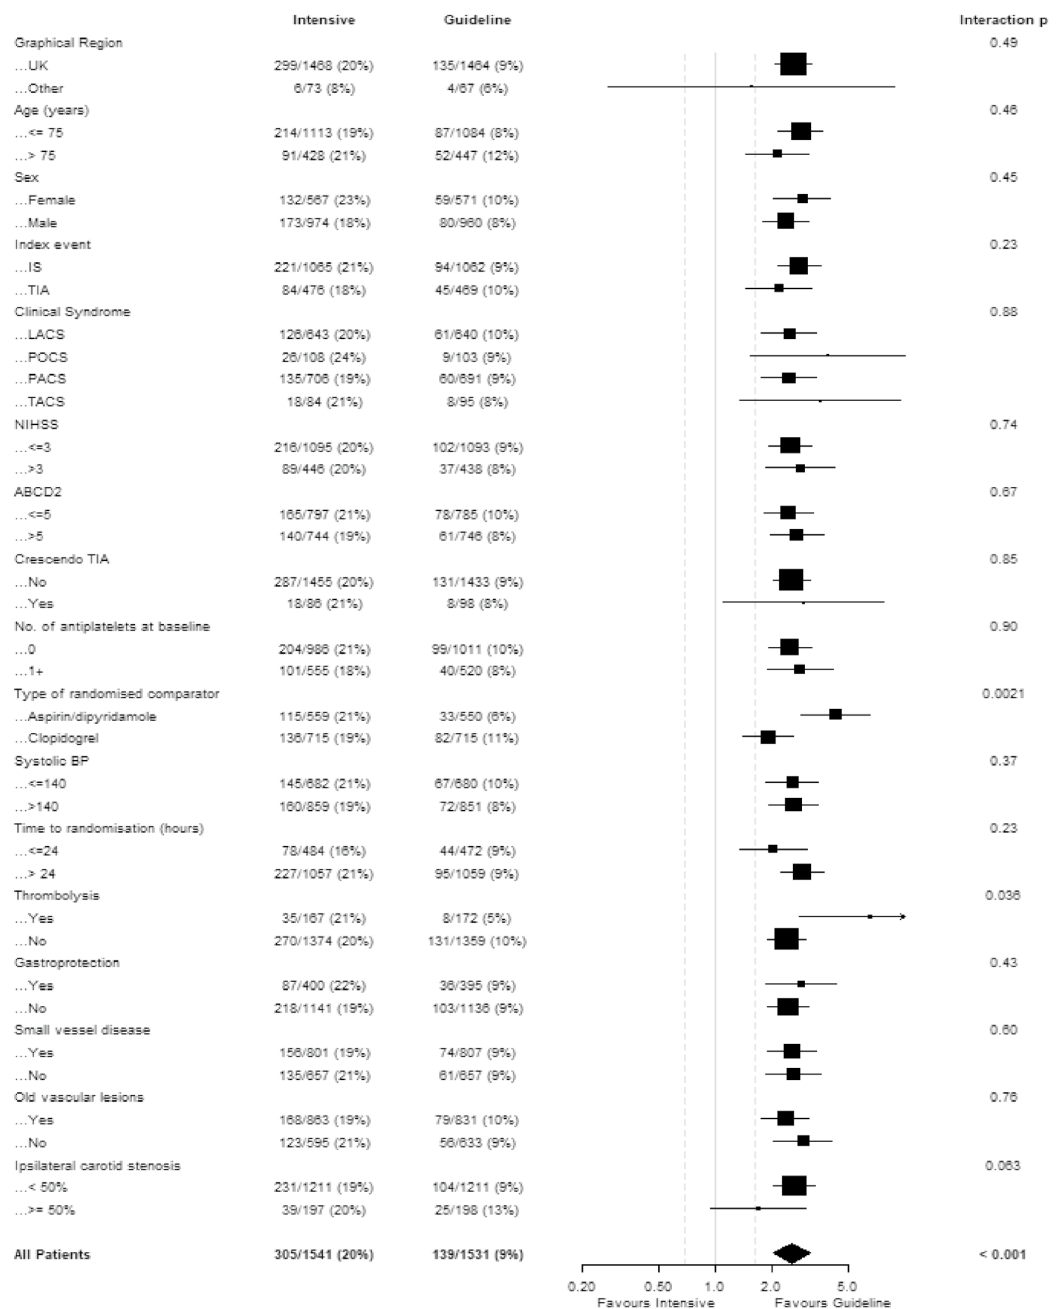 Intensive Guideline Interaction p
Graphical Region 0.49
...UK 299/1468 (20%) 135/1464 (9%)
...Other 6/73 (8%) 4/67 (6%)
Age (years) 0.46
...<= 75 214/1113 (19%) 87/1084 (8%)
...> 75 91/428 (21%) 52/447 (12%)
Sex 0.45
...Female 132/567 (23%) 59/571 (10%)
...Male 173/974 (18%) 80/960 (8%)
Index event 0.23
...IS 221/1065 (21%) 94/1062 (9%)
...TIA 84/476 (18%) 45/469 (10%)
Clinical Syndrome 0.88
...LACS 126/643 (20%) 61/640 (10%)
...POCS 26/108 (24%) 9/103 (9%)
...PACS 135/706 (19%) 60/691 (9%)
...TACS 18/84 (21%) 8/95 (8%)
NIHSS 0.74
...<=3 216/1095 (20%) 102/1093 (9%)
...>3 89/446 (20%) 37/438 (8%)
ABCD2 0.67
...<=5 165/797 (21%) 78/785 (10%)
...>5 140/744 (19%) 61/746 (8%)
Crescendo TIA 0.85
...No 287/1455 (20%) 131/1433 (9%)
...Yes 18/86 (21%) 8/98 (8%)
No. of antiplatelets at baseline 0.90
...0 204/986 (21%) 99/1011 (10%)
...1+ 101/555 (18%) 40/520 (8%)
Type of randomised comparator 0.0021
...Aspirin/dipyridamole 115/559 (21%) 33/550 (6%)
...Clopidogrel 136/715 (19%) 82/715 (11%)
Systolic BP 0.37
...<=140 145/682 (21%) 67/680 (10%)
...>140 160/859 (19%) 72/851 (8%)
Time to randomisation (hours) 0.23
...<=24 78/484 (16%) 44/472 (9%)
...> 24 227/1057 (21%) 95/1059 (9%)
Thrombolysis 0.036
...Yes 35/167 (21%) 8/172 (5%)
...No 270/1374 (20%) 131/1359 (10%)
Gastroprotection 0.43
...Yes 87/400 (22%) 36/395 (9%)
...No 218/1141 (19%) 103/1136 (9%)
Small vessel disease 0.60
...Yes 156/801 (19%) 74/807 (9%)
...No 135/657 (21%) 61/657 (9%)
Old vascular lesions 0.76
...Yes 168/863 (19%) 79/831 (10%)
...No 123/595 (21%) 56/633 (9%)
Ipsilateral carotid stenosis 0.063
...< 50% 231/1211 (19%) 104/1211 (9%)
...>= 50% 39/197 (20%) 25/198 (13%)
All Patients 305/1541 (20%) 139/1531 (9%) < 0.001
0.20 0.50 1.0 2.0 5.0
Favours Intensive Favours Guideline